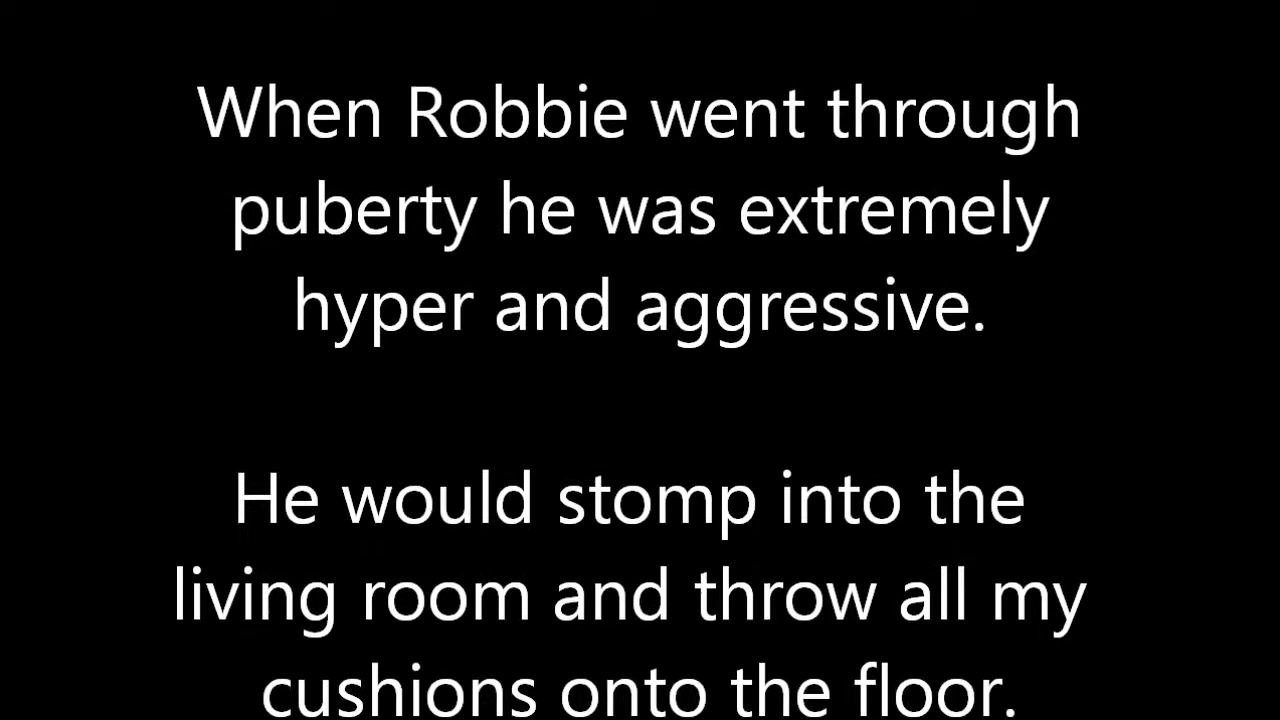 When Robbie went through
puberty he was extremely
hyper and aggressive.
He would stomp into the
living room and throw all my
cushions onto the floor.